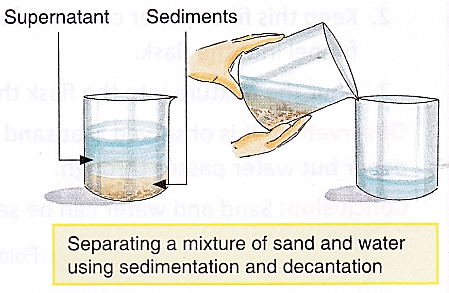 Supernatant Sediments
Separating a mixture of sand and water
using sedimentation and decantation